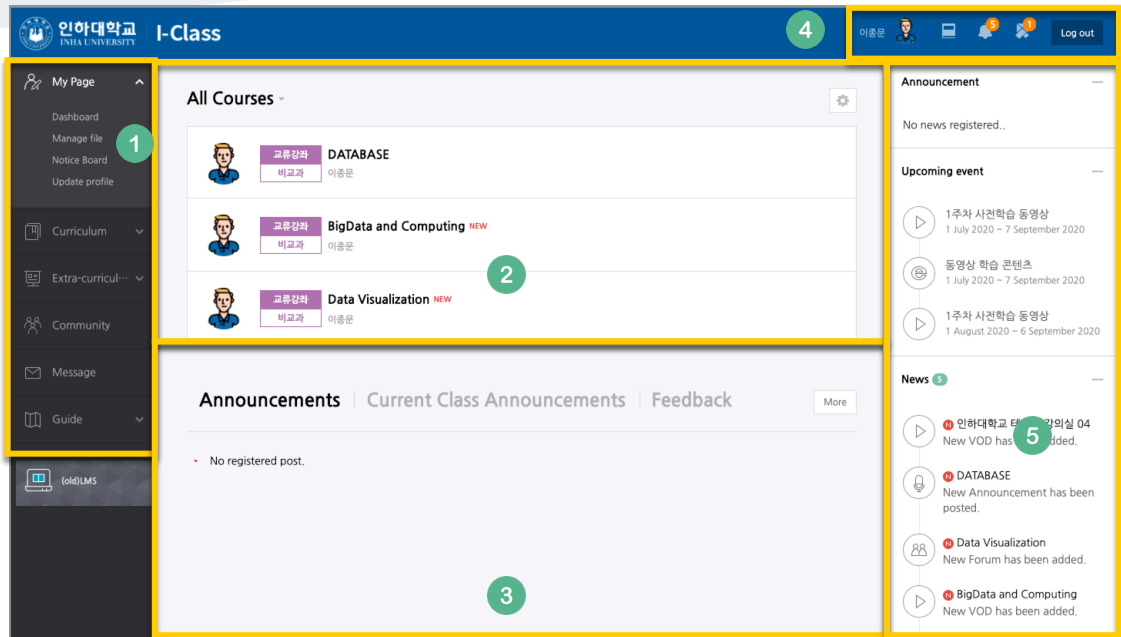 인하대학교
INHA UNIVERSITY
I-Class
4
이종문
5
1
Log out
My Page
Dashboard
Manage file
Notice Board
Update profile
1
Curriculum
Extra-curricul···
Community
Message
Guide
(old)LMS
All Courses
교류강좌 DATABASE
비교과 이종문
교류강좌 BigData and Computing NEW
비교과 이종문
2
교류강좌 Data Visualization NEW
비교과 이종문
Announcements Current Class Announcements Feedback More
• No registered post.
3
Announcement
No news registered..
Upcoming event
1주차 사전학습 동영상
1 July 2020 ~ 7 September 2020
동영상 학습 콘텐츠
1 July 2020 ~ 7 September 2020
1주차 사전학습 동영상
1 August 2020 ~ 6 September 2020
News 5
N 인하대학교 강의실 04
New VOD has
5
N DATABASE
New Announcement has been
posted.
N Data Visualization
New Forum has been added.
N BigData and Computing
New VOD has been added.